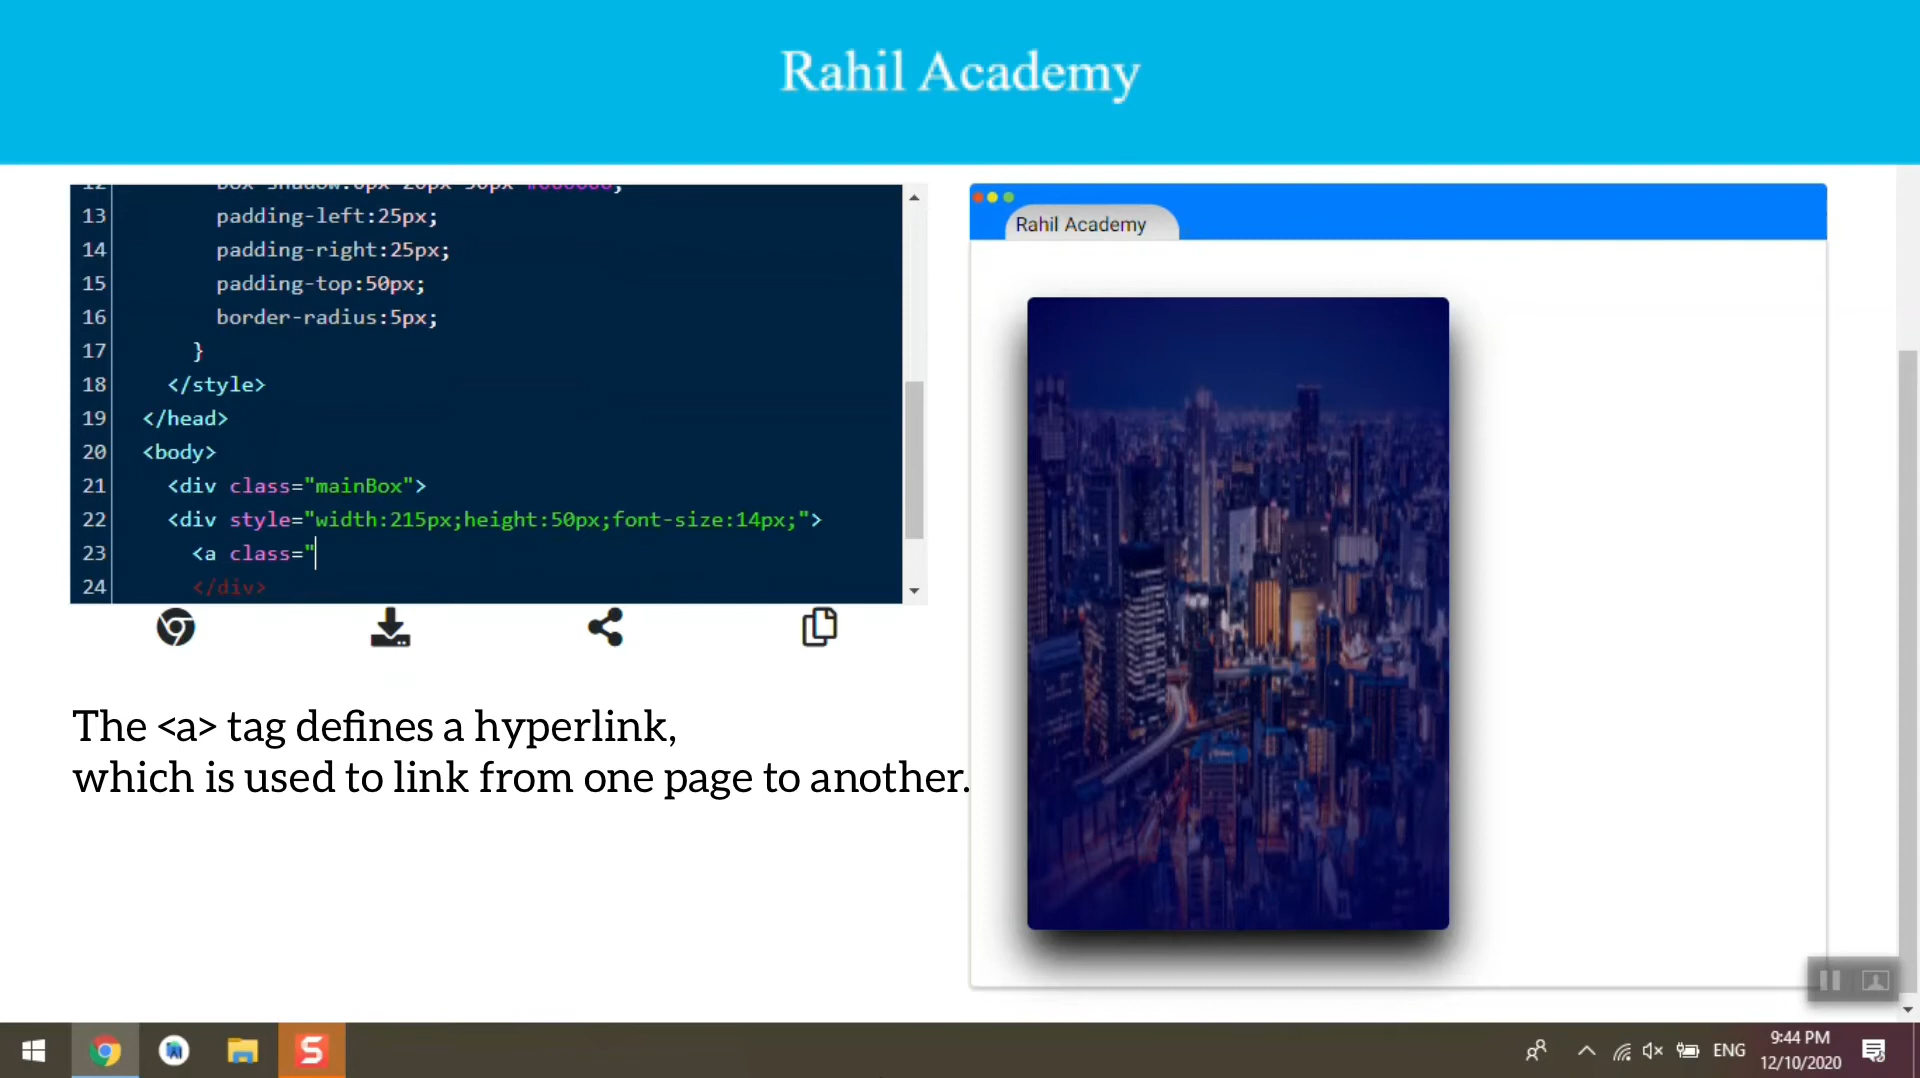 Rahil Academy
13 padding-left:25px;
14 padding-right:25px;
15 padding-top:50px;
16 border-radius:5px;
17 }
18 </style>
19 </head>
20 <body>
21 <div class="mainBox">
22 <div style="width:215px;height:50px;font-size:14px;">
23 <a class="
24 </div>
The <a> tag defines a hyperlink,
which is used to link from one page to another.
Rahil Academy
ENG
9:44 PM
12/10/2020